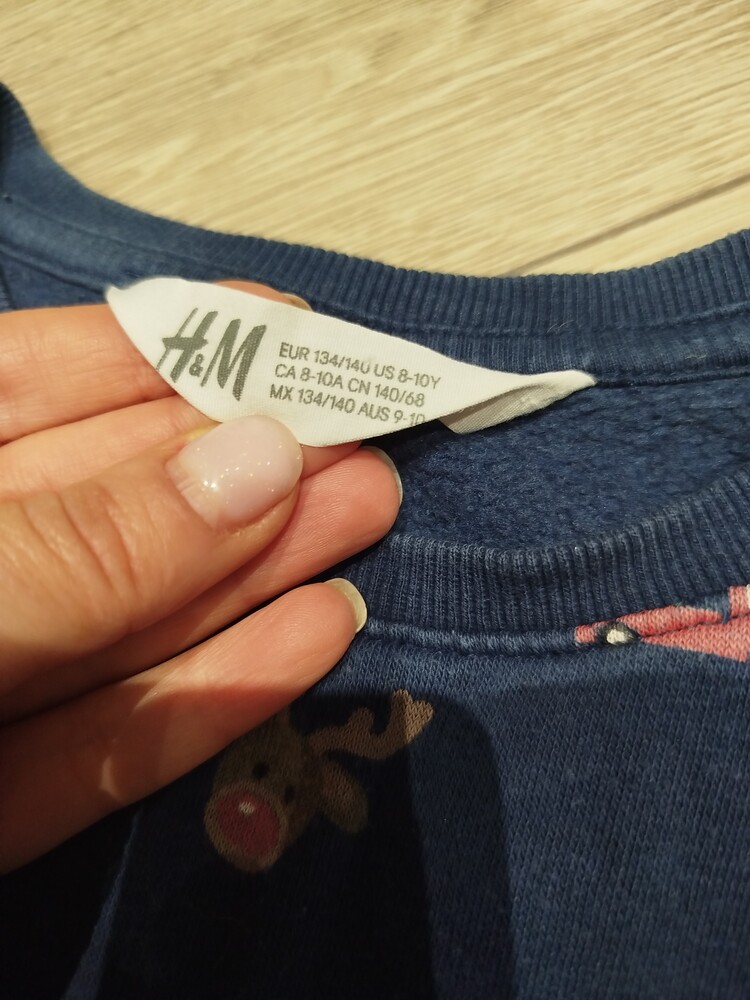 H&M
EUR 134/140 US 8-10Y
CA 8-10A CN 140/68
MX 134/140 AUS 9-10